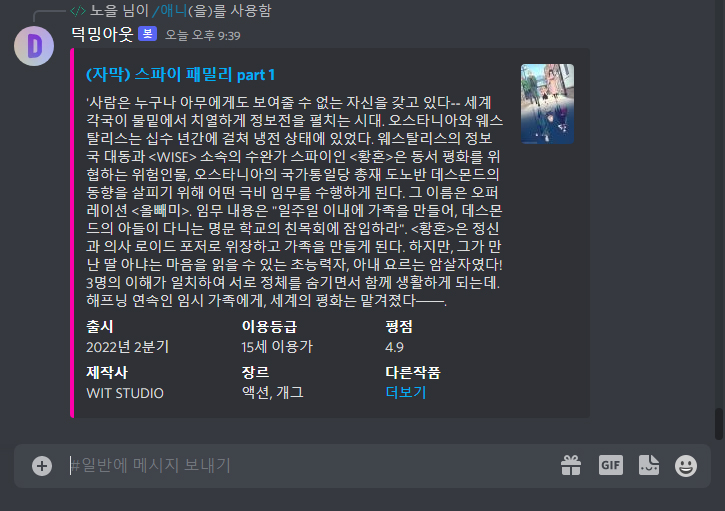 노을 님이 /애니(을)를 사용함
D
덕밍아웃 봇 오늘 오후 9:39
(자막) 스파이 패밀리 part 1
'사람은 누구나 아무에게도 보여줄 수 없는 자신을 갖고 있다-- 세계
각국이 물밑에서 치열하게 정보전을 펼치는 시대. 오스타니아와 웨스
탈리스는 십수 년간에 걸쳐 냉전 상태에 있었다. 웨스탈리스의 정보
국 대동과 <WISE> 소속의 수완가 스파이인 <황혼>은 동서 평화를 위
협하는 위험인물, 오스타니아의 국가통일당 총재 도노반 데스몬드의
동향을 살피기 위해 어떤 극비 임무를 수행하게 된다. 그 이름은 오퍼
레이션 <올빼미>. 임무 내용은 "일주일 이내에 가족을 만들어, 데스몬
드의 아들이 다니는 명문 학교의 친목회에 잠입하라". <황혼>은 정신
과 의사 로이드 포저로 위장하고 가족을 만들게 된다. 하지만, 그가 만
난 딸 아냐는 마음을 읽을 수 있는 초능력자, 아내 요르는 암살자였다!
3명의 이해가 일치하여 서로 정체를 숨기면서 함께 생활하게 되는데.
해프닝 연속인 임시 가족에게, 세계의 평화는 맡겨졌다――.
출시 이용등급 평점
2022년 2분기 15세 이용가 4.9
제작사 장르 다른작품
WIT STUDIO 액션, 개그 더보기
#일반에 메시지 보내기 GIF